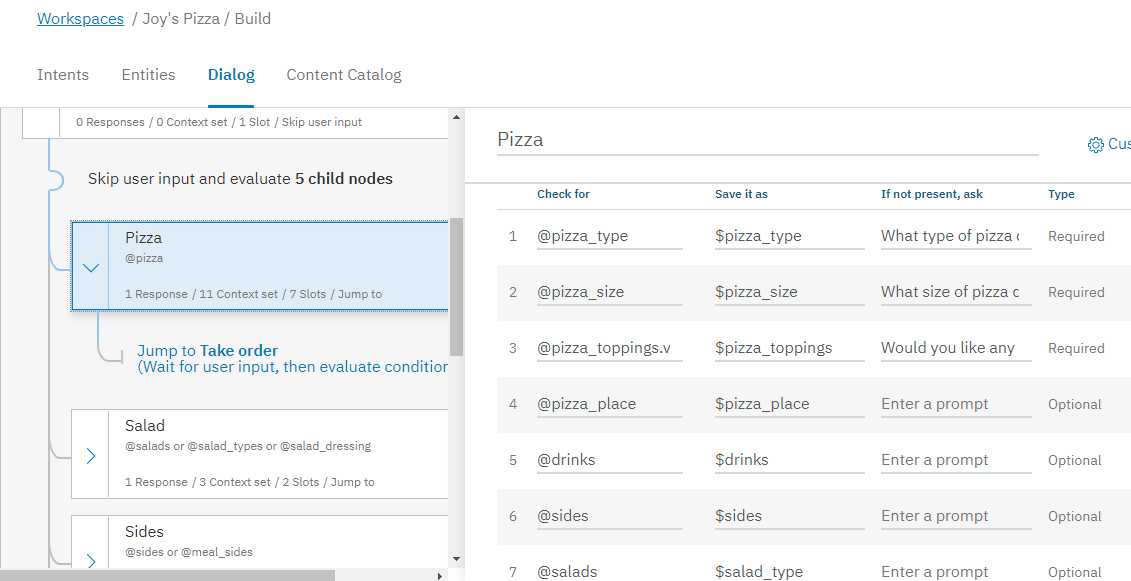 Workspaces / Joy's Pizza / Build
Intents Entities Dialog Content Catalog
0 Responses / 0 Context set / 1 Slot / Skip user input
Skip user input and evaluate 5 child nodes
Pizza
@pizza
1 Response / 11 Context set / 7 Slots / Jump to
Jump to Take order
(Wait for user input, then evaluate condition
Salad
@salads or @salad_types or @salad_dressing
1 Response / 3 Context set / 2 Slots / Jump to
Sides
@sides or @meal_sides
Pizza
Cus
Check for Save it as If not present, ask Type
1 @pizza_type $pizza_type What type of pizza Required
2 @pizza_size $pizza_size What size of pizza Required
3 @pizza_toppings.v $pizza_toppings Would you like any Required
4 @pizza_place $pizza_place Enter a prompt Optional
5 @drinks $drinks Enter a prompt Optional
6 @sides $sides Enter a prompt Optional
7 @salads $salad_type Enter a prompt Optional